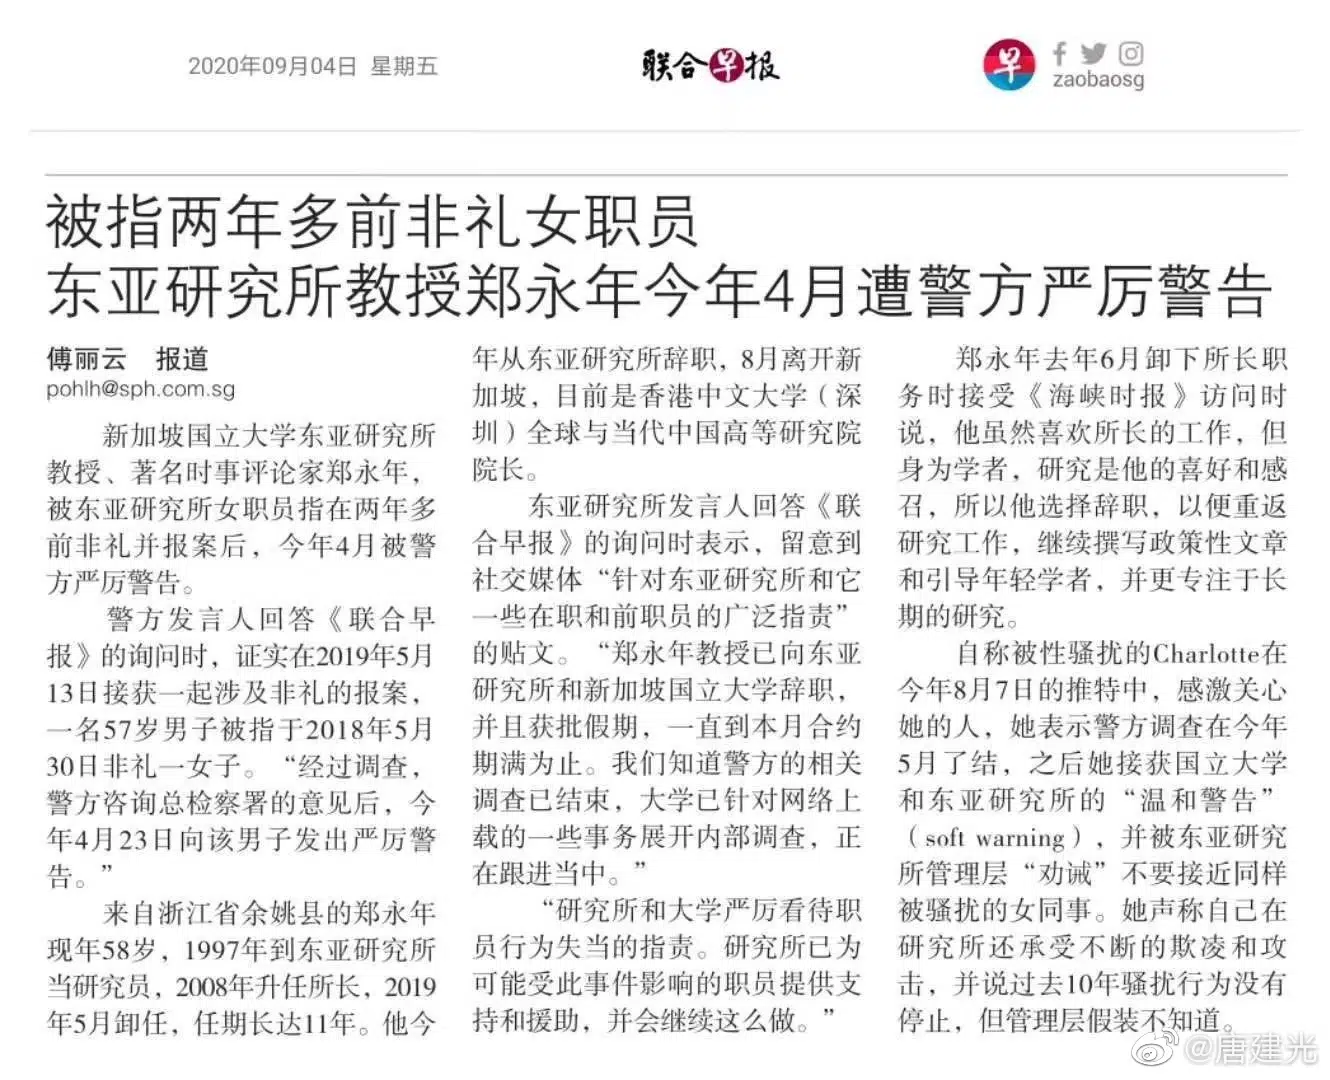 2020年09月04日 星期五
联合早报
早
zaobaosg
被指两年多前非礼女职员
东亚研究所教授郑永年今年4月遭警方严厉警告
傅丽云 报道
pohlh@sph.com.sg
新加坡国立大学东亚研究所
教授、著名时事评论家郑永年，
被东亚研究所女职员指在两年多
前非礼并报案后，今年4月被警
方严厉警告。
警方发言人回答《联合早
报》的询问时，证实在2019年5月
13日接获一起涉及非礼的报案，
一名57岁男子被指于2018年5月
30日非礼一女子。“经过调查，
警方咨询总检察署的意见后，今
年4月23日向该男子发出严厉警
告。”
来自浙江省余姚县的郑永年
现年58岁，1997年到东亚研究所
当研究员，2008年升任所长，2019
年5月卸任，任期长达11年。他今
年从东亚研究所辞职，8月离开新
加坡，目前是香港中文大学（深
圳）全球与当代中国高等研究院
院长。
东亚研究所发言人回答《联
合早报》的询问时表示，留意到
社交媒体“针对东亚研究所和它
一些在职和前职员的广泛指责”
的贴文。“郑永年教授已向东亚
研究所和新加坡国立大学辞职，
并且获批假期，一直到本月合约
期满为止。我们知道警方的相关
调查已结束，大学已针对网络上
载的一些事务展开内部调查，正
在跟进当中。”
“研究所和大学严厉看待职
员行为失当的指责。研究所已为
可能受此事件影响的职员提供支
持和援助，并会继续这么做。”
郑永年去年6月卸下所长职
务时接受《海峡时报》访问时
说，他虽然喜欢所长的工作，但
身为学者，研究是他的喜好和感
召，所以他选择辞职，以便重返
研究工作，继续撰写政策性文章
和引导年轻学者，并更专注于长
期的研究。
自称被性骚扰的Charlotte在
今年8月7日的推特中，感激关心
她的人，她表示警方调查在今年
5月了结，之后她接获国立大学
和东亚研究所的“温和警告”
（soft warning），并被东亚研究
所管理层“劝诫”不要接近同样
被骚扰的女同事。她声称自己在
研究所还承受不断的欺凌和攻
击，并说过去10年骚扰行为没有
停止，但管理层假装不知道。
@唐建光